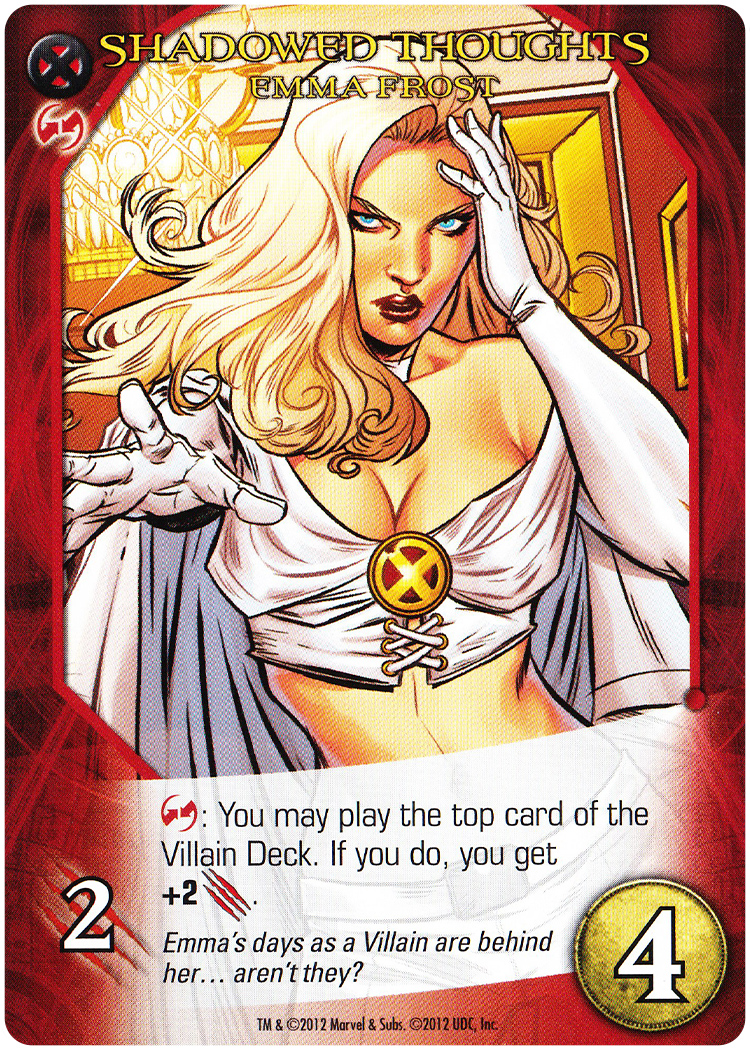 SHADOWED THOUGHTS
EMMA FROST
: You may play the top card of the
Villain Deck. If you do, you get
+2 .
2
Emma's days as a Villain are behind
her... aren't they?
4
TM & ©2012 Marvel & Subs. ©2012 UDC, Inc.